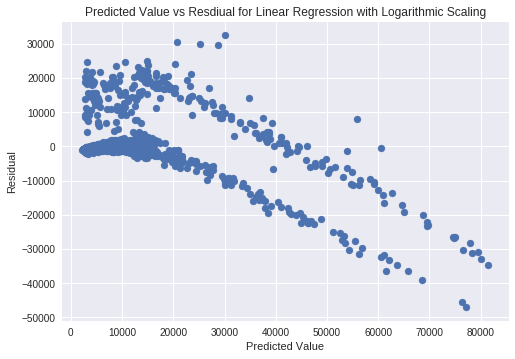 Predicted Value vs Resdiual for Linear Regression with Logarithmic Scaling
30000
20000
10000
0
-10000
-20000
-30000
-40000
-50000
Residual
0 10000 20000 30000 40000 50000 60000 70000 80000
Predicted Value